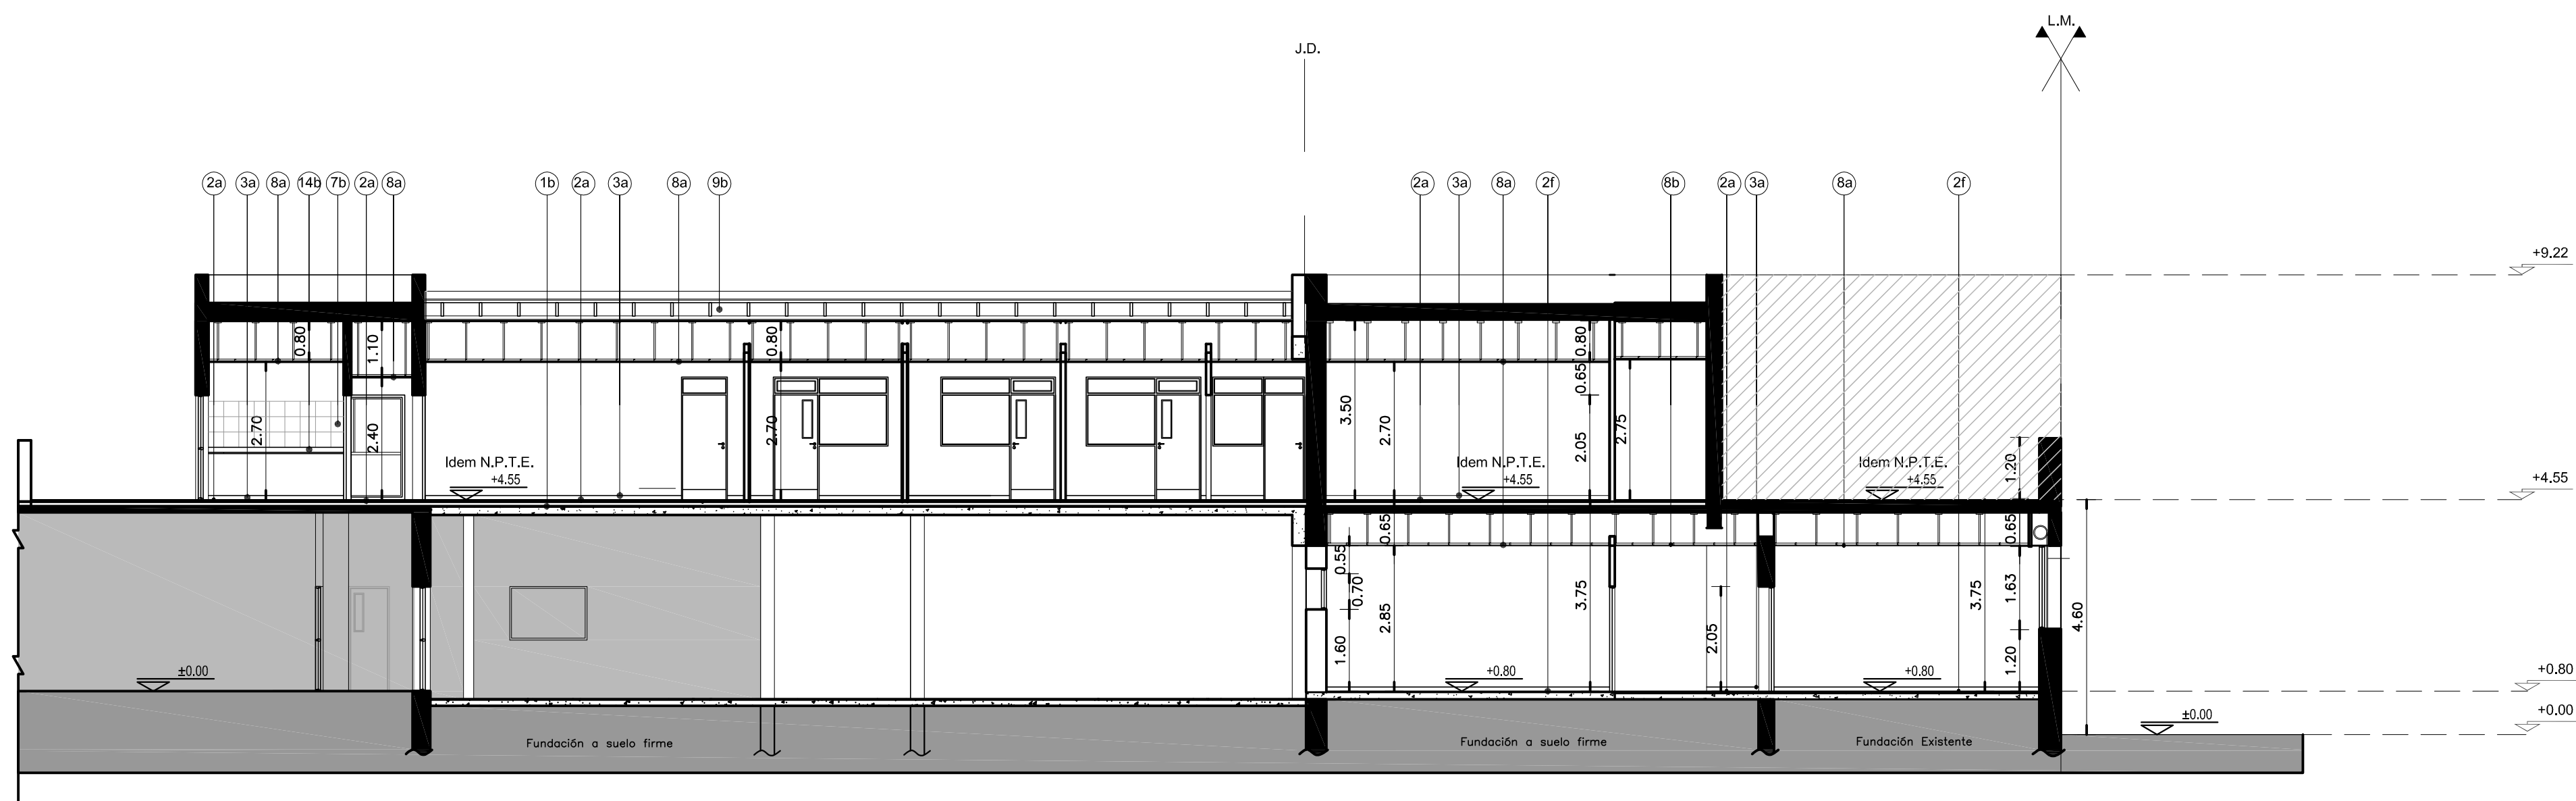 L.M.
J.D.
2a 3a 8a 14b 7b 2a 8a 1b 2a 3a 8a 9b 2a 3a 8a 2f 8b 2a 3a 8a 2f
+9.22
0.80 1.10 0.80 0.80
0.65
3.50 2.70 2.05 2.75
2.70 2.40 2.70
Idem N.P.T.E.
+4.55
Idem N.P.T.E.
+4.55
Idem N.P.T.E.
+4.55
1.20
+4.55
0.65 0.65
0.55
0.70
1.60 2.85 3.75 2.05 3.75 1.63 1.20
4.60
±0.00
+0.80
+0.80
+0.80
±0.00
+0.00
Fundación a suelo firme
Fundación a suelo firme
Fundación Existente